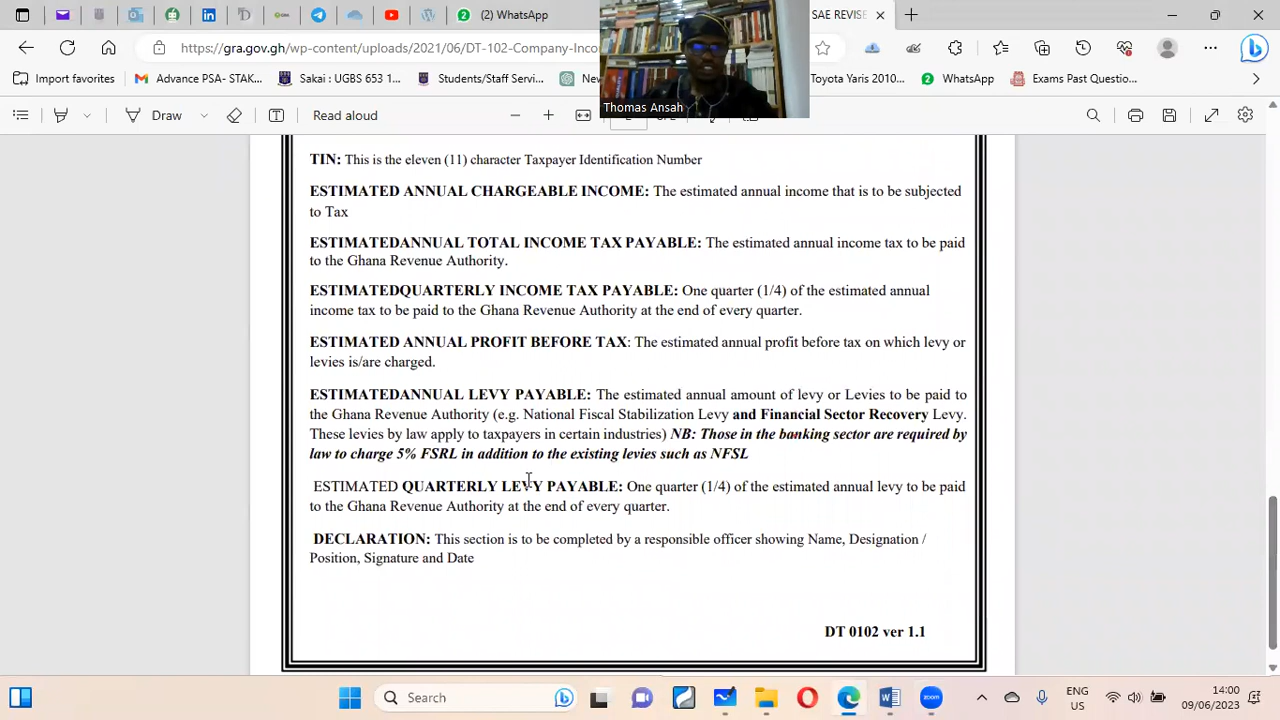 SAE REVISE
https://gra.gov.gh/wp-content/uploads/2021/06/DT-102-Company-Inco
Import favorites
Advance PSA- STAK...
Sakai : UGBS 653 1...
Students/Staff Servi...
Toyota Yaris 2010...
WhatsApp
Exams Past Questio...
Thomas Ansah
Draw
Read aloud
TIN: This is the eleven (11) character Taxpayer Identification Number
ESTIMATED ANNUAL CHARGEABLE INCOME: The estimated annual income that is to be subjected
to Tax
ESTIMATEDANNUAL TOTAL INCOME TAX PAYABLE: The estimated annual income tax to be paid
to the Ghana Revenue Authority.
ESTIMATEDQUARTERLY INCOME TAX PAYABLE: One quarter (1/4) of the estimated annual
income tax to be paid to the Ghana Revenue Authority at the end of every quarter.
ESTIMATED ANNUAL PROFIT BEFORE TAX: The estimated annual profit before tax on which levy or
levies is/are charged.
ESTIMATEDANNUAL LEVY PAYABLE: The estimated annual amount of levy or Levies to be paid to
the Ghana Revenue Authority (e.g. National Fiscal Stabilization Levy and Financial Sector Recovery Levy.
These levies by law apply to taxpayers in certain industries) NB: Those in the banking sector are required by
law to charge 5% FSRL in addition to the existing levies such as NFSL
ESTIMATED QUARTERLY LEVY PAYABLE: One quarter (1/4) of the estimated annual levy to be paid
to the Ghana Revenue Authority at the end of every quarter.
DECLARATION: This section is to be completed by a responsible officer showing Name, Designation /
Position, Signature and Date
DT 0102 ver 1.1
Search
ENG
US
14:00
09/06/2023